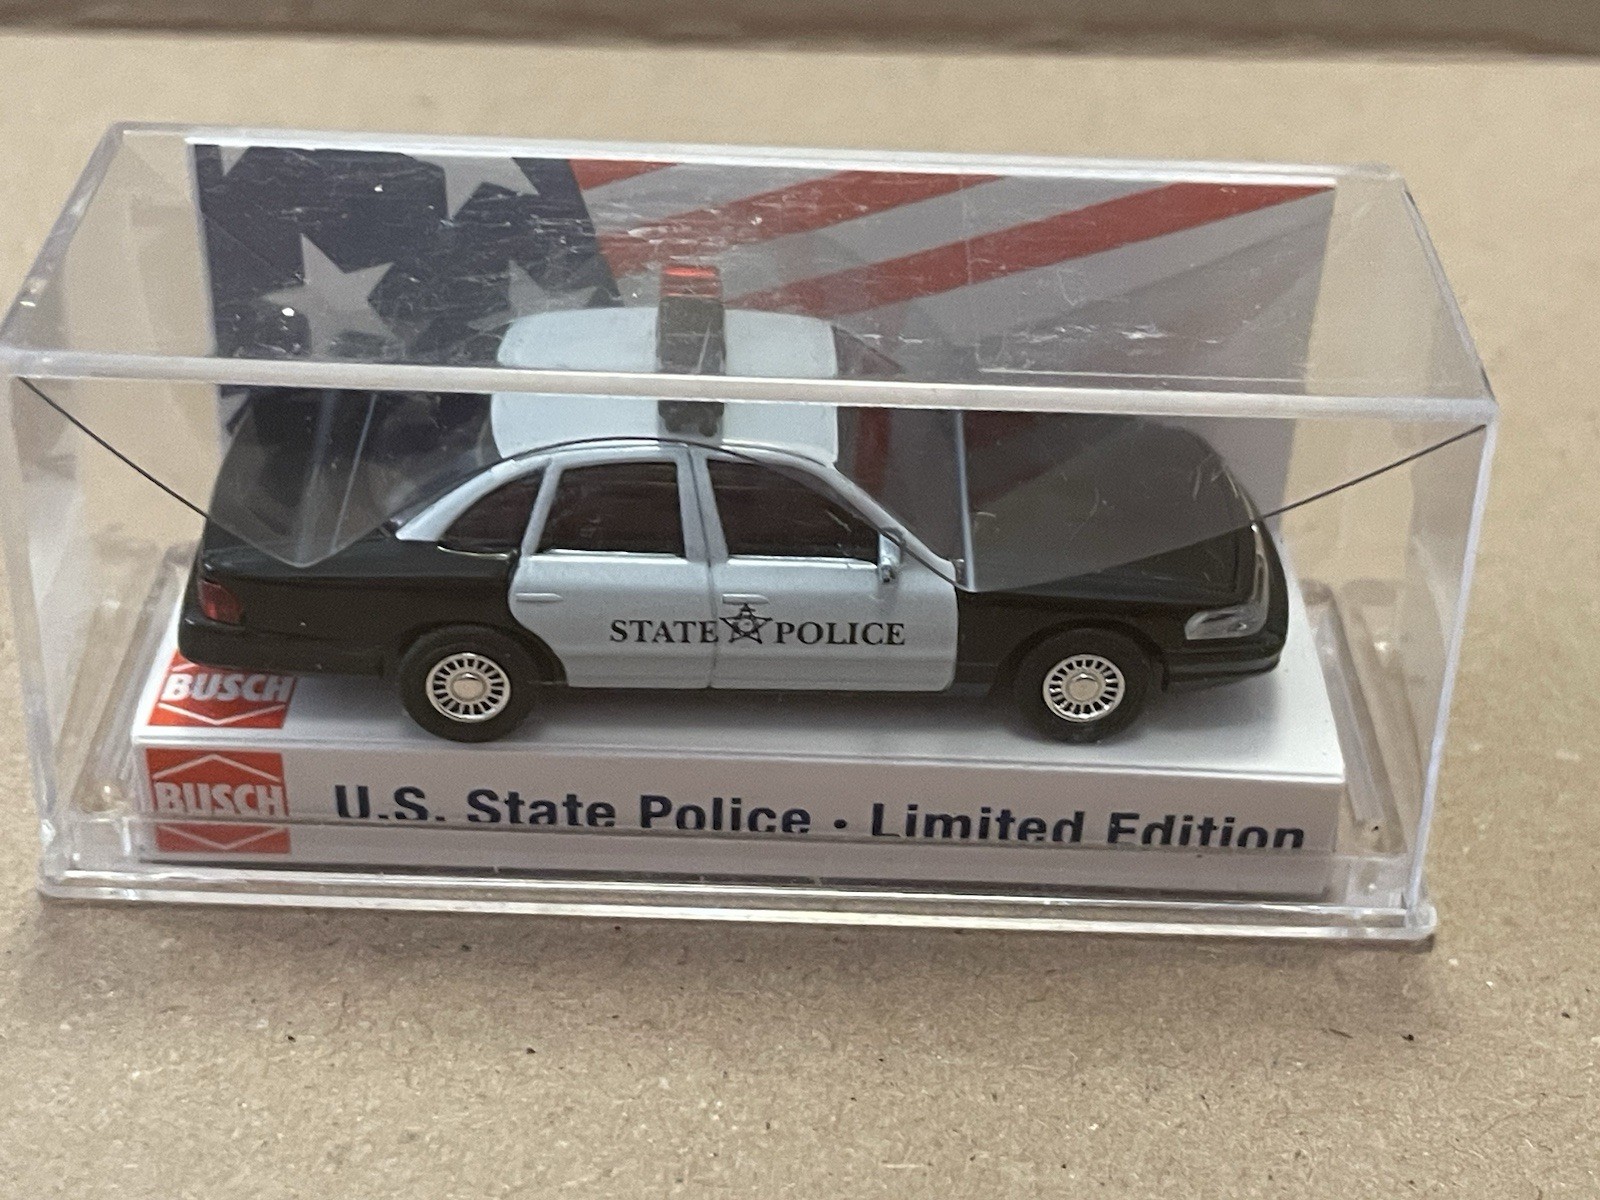 STATE POLICE
BUSCH
BUSCH
U.S. State Police · Limited Edition